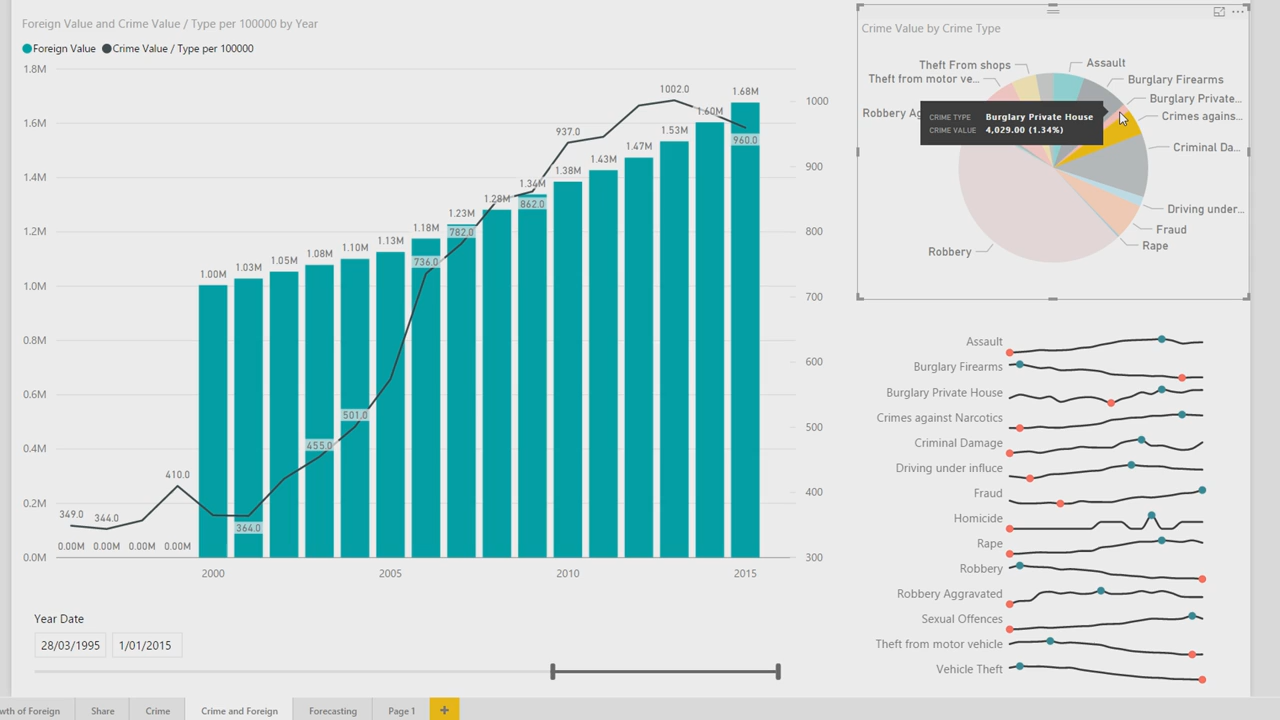 Foreign Value and Crime Value / Type per 100000 by Year
Foreign Value Crime Value / Type per 100000
1.8M
1.6M
1.4M
1.2M
1.0M
0.8M
0.6M
0.4M
0.2M
0.0M
1000
900
800
700
600
500
400
300
349.0
344.0
410.0
364.0
455.0
501.0
736.0
782.0
862.0
937.0
1002.0
960.0
0.00M 0.00M 0.00M 0.00M
1.00M
1.03M
1.05M
1.08M
1.10M
1.13M
1.18M
1.23M
1.28M
1.34M
1.38M
1.43M
1.47M
1.53M
1.60M
1.68M
2000 2005 2010 2015
Year Date
28/03/1995 1/01/2015
Crime Value by Crime Type
Theft From shops
Assault
Theft from motor ve...
Burglary Firearms
Burglary Private...
Robbery Ag
Crimes agains...
Criminal Da...
Driving under...
Fraud
Rape
Robbery
CRIME TYPE Burglary Private House
CRIME VALUE 4,029.00 (1.34%)
Assault
Burglary Firearms
Burglary Private House
Crimes against Narcotics
Criminal Damage
Driving under influce
Fraud
Homicide
Rape
Robbery
Robbery Aggravated
Sexual Offences
Theft from motor vehicle
Vehicle Theft
wth of Foreign Share Crime Crime and Foreign Forecasting Page 1 +